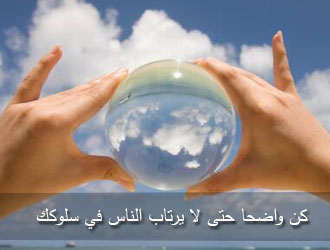 كن واضحا حتى لا يرتاب الناس في سلوكك